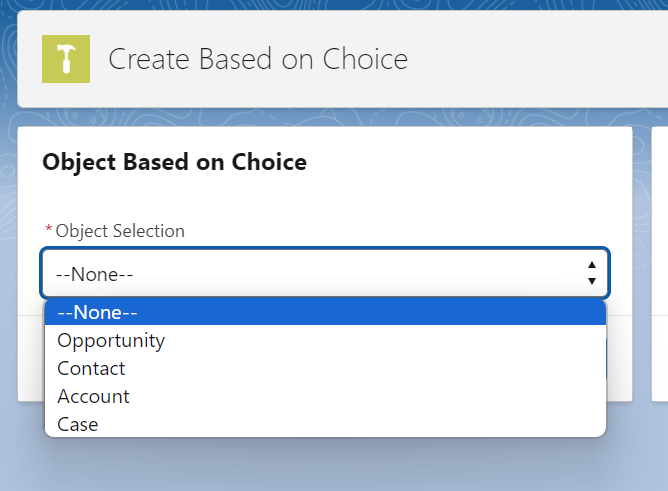 Create Based on Choice
Object Based on Choice
* Object Selection
--None--
--None--
Opportunity
Contact
Account
Case